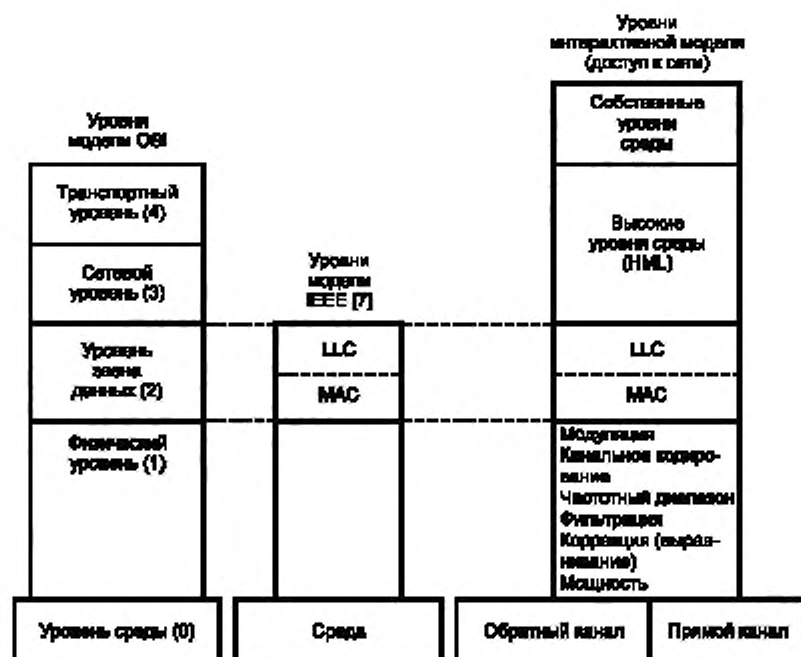 Уровни
интерактивной модели
(доступ к сети)
Собственные
уровни
среды
Уровни
модели OSI
Транспортный
уровень (4)
Высокие
уровни среды
(HML)
Сетевой
уровень (3)
Уровни
модели
IEEE [7]
Уровень
звена
данных (2)
LLC
MAC
LLC
MAC
Физический
уровень (1)
Модуляция
Канальное кодиро-
вание
Частотный диапазон
Фильтрация
Коррекция (вырав-
нивание)
Мощность
Уровень среды (0)
Среда
Обратный канал
Прямой канал